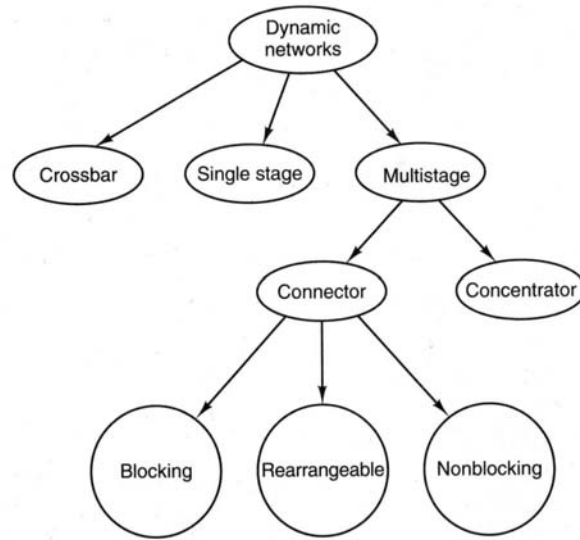 Dynamic
networks
Crossbar
Single stage
Multistage
Connector
Concentrator
Blocking
Rearrangeable
Nonblocking